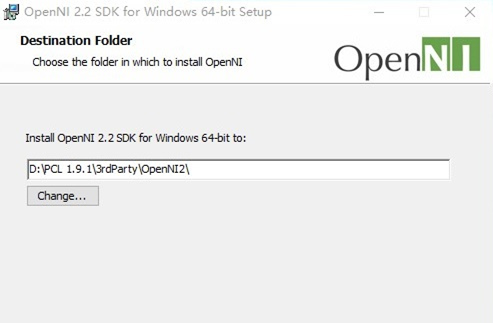 OpenNI 2.2 SDK for Windows 64-bit Setup
Destination Folder
Choose the folder in which to install OpenNI
OpenNI
Install OpenNI 2.2 SDK for Windows 64-bit to:
D:\PCL 1.9.1\3rdParty\OpenNI2\
Change...